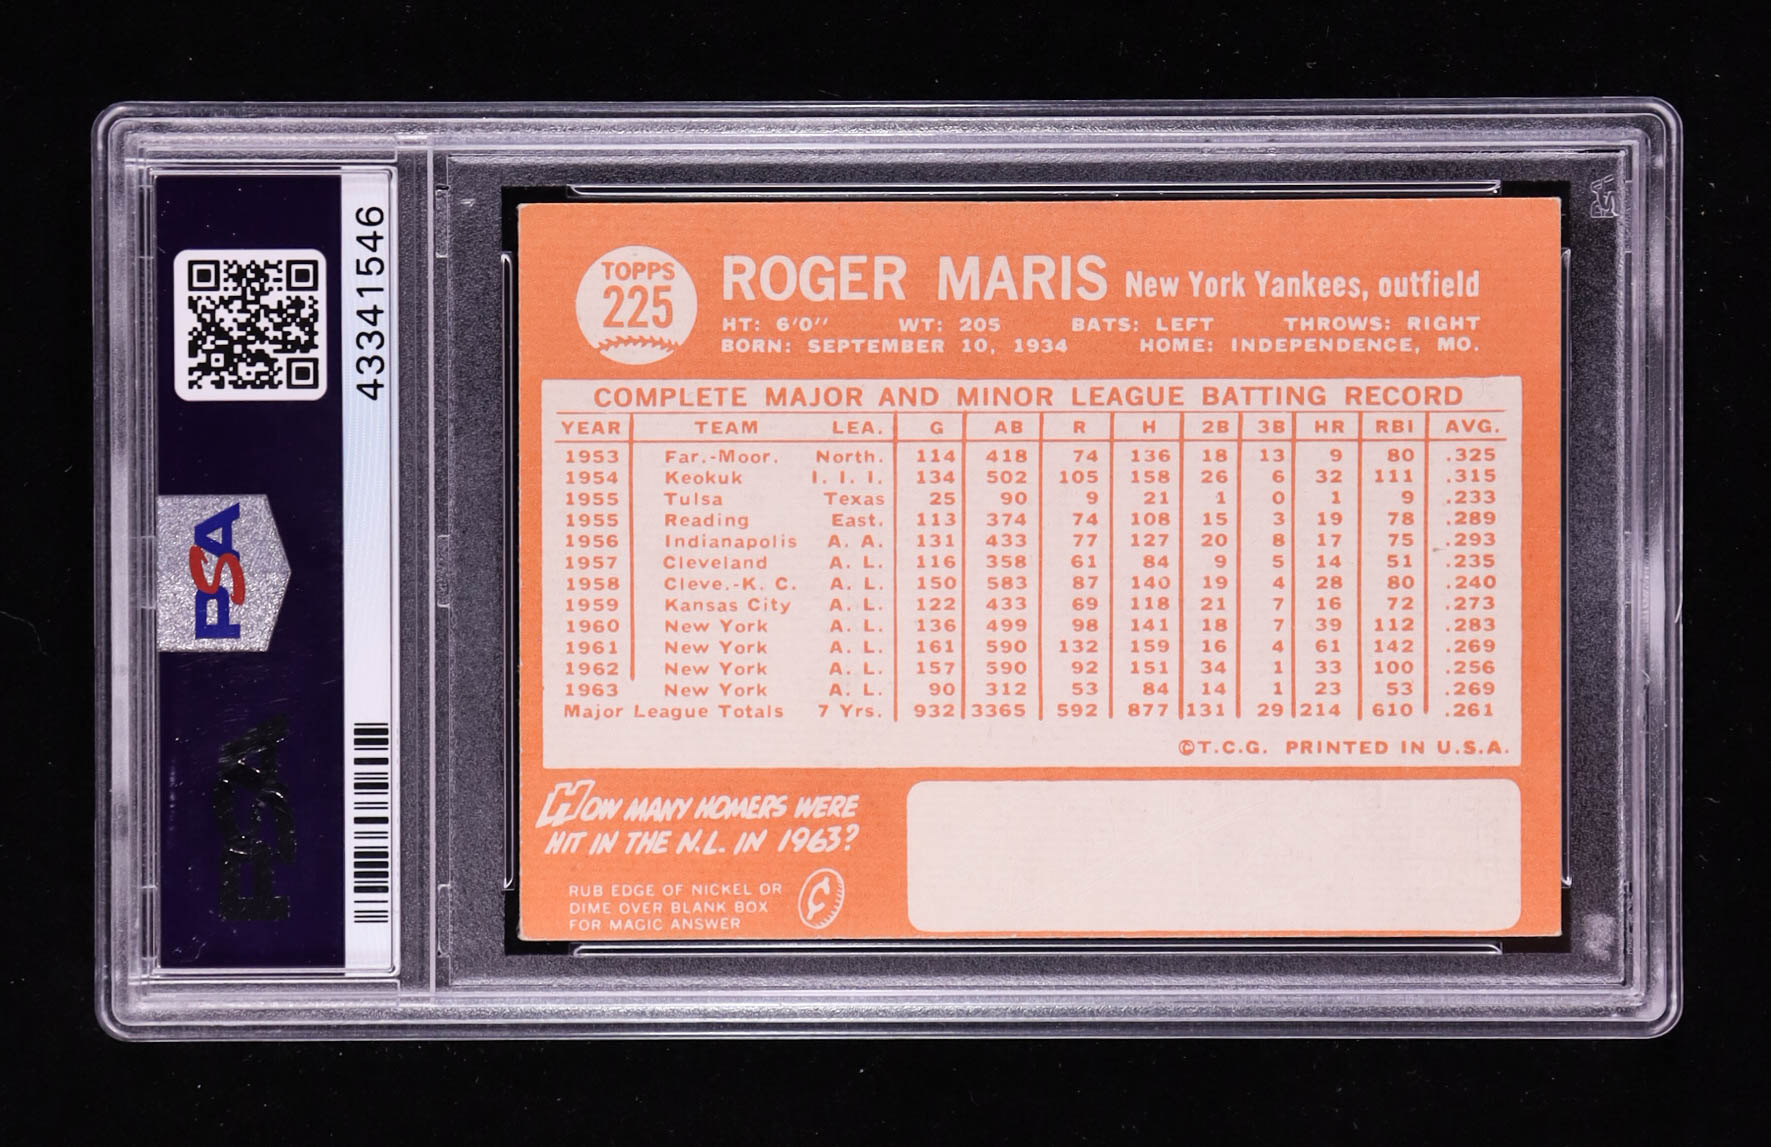 43341546
PSA
PSA
PSA
TOPPS
225
ROGER MARIS New York Yankees, outfield
HT: 6'0" WT: 205 BATS: LEFT THROWS: RIGHT
BORN: SEPTEMBER 10, 1934 HOME: INDEPENDENCE, MO.
COMPLETE MAJOR AND MINOR LEAGUE BATTING RECORD
YEAR TEAM LEA. G AB R H 2B 3B HR RBI AVG.
1953 Far.-Moor. North. 114 418 74 136 18 13 9 80 .325
1954 Keokuk I. I. I. 134 502 105 158 26 6 32 111 .315
1955 Tulsa Texas 25 90 9 21 1 0 1 9 .233
1955 Reading East. 113 374 74 108 15 3 19 78 .289
1956 Indianapolis A. A. 131 433 77 127 20 8 17 75 .293
1957 Cleveland A. L. 116 358 61 84 9 5 14 51 .235
1958 Cleve.-K. C. A. L. 150 583 87 140 19 4 28 80 .240
1959 Kansas City A. L. 122 433 69 118 21 7 16 72 .273
1960 New York A. L. 136 499 98 141 18 7 39 112 .283
1961 New York A. L. 161 590 132 159 16 4 61 142 .269
1962 New York A. L. 157 590 92 151 34 1 33 100 .256
1963 New York A. L. 90 312 53 84 14 1 23 53 .269
Major League Totals 7 Yrs. 932 3365 592 877 131 29 214 610 .261
©T.C.G. PRINTED IN U.S.A.
HOW MANY HOMERS WERE
HIT IN THE N.L. IN 1963?
RUB EDGE OF NICKEL OR
DIME OVER BLANK BOX
FOR MAGIC ANSWER
¢